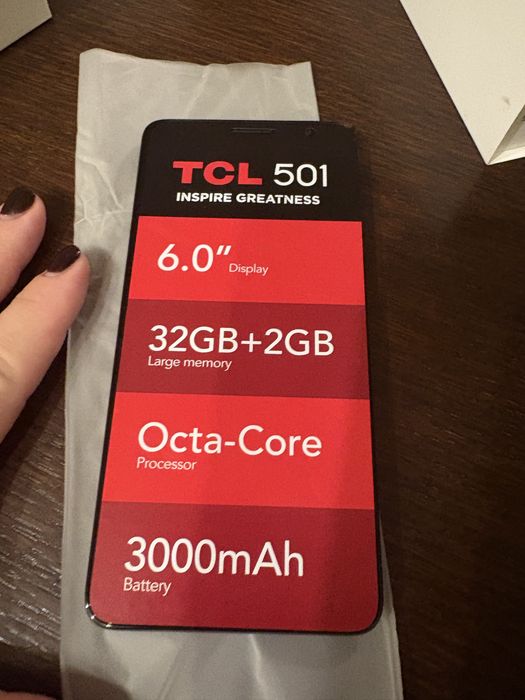 TCL 501
INSPIRE GREATNESS
6.0" Display
32GB+2GB
Large memory
Octa-Core
Processor
3000mAh
Battery